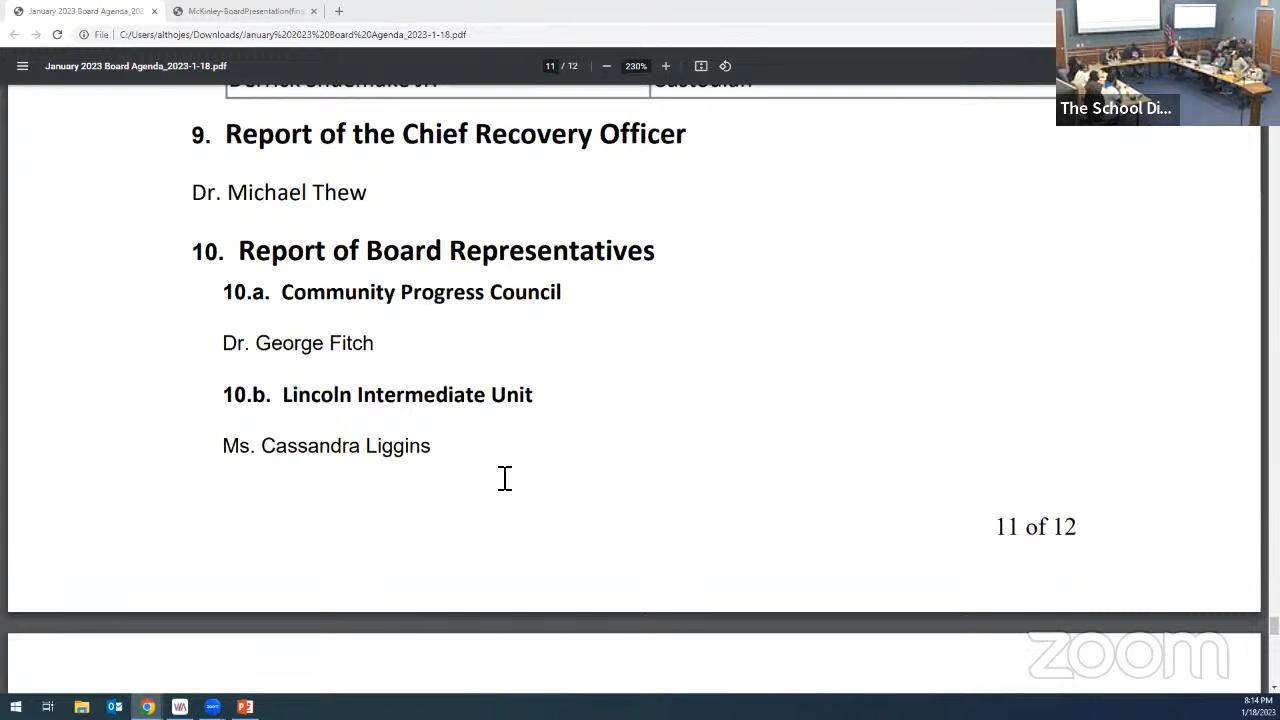 January 2023 Board Agenda_202
McKinley-BoardPresentation(fins
File
C:/Users/althojes/Downloads/January%202023%20Board%20Agenda_2023-1-18.pdf
January 2023 Board Agenda_2023-1-18.pdf
11 / 12
230%
The School Di...
9. Report of the Chief Recovery Officer
Dr. Michael Thew
10. Report of Board Representatives
10.a. Community Progress Council
Dr. George Fitch
10.b. Lincoln Intermediate Unit
Ms. Cassandra Liggins
11 of 12
zoom
8:14 PM
1/18/2023